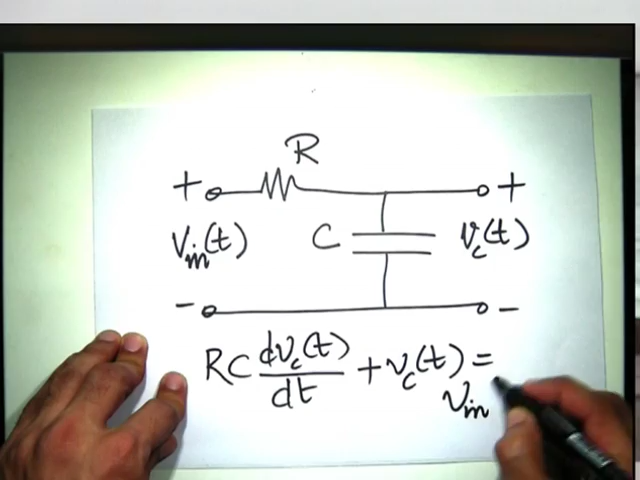 R
+ +
Vin(t) C vc(t)
- -
RC dvc(t)/dt + vc(t) =
vin